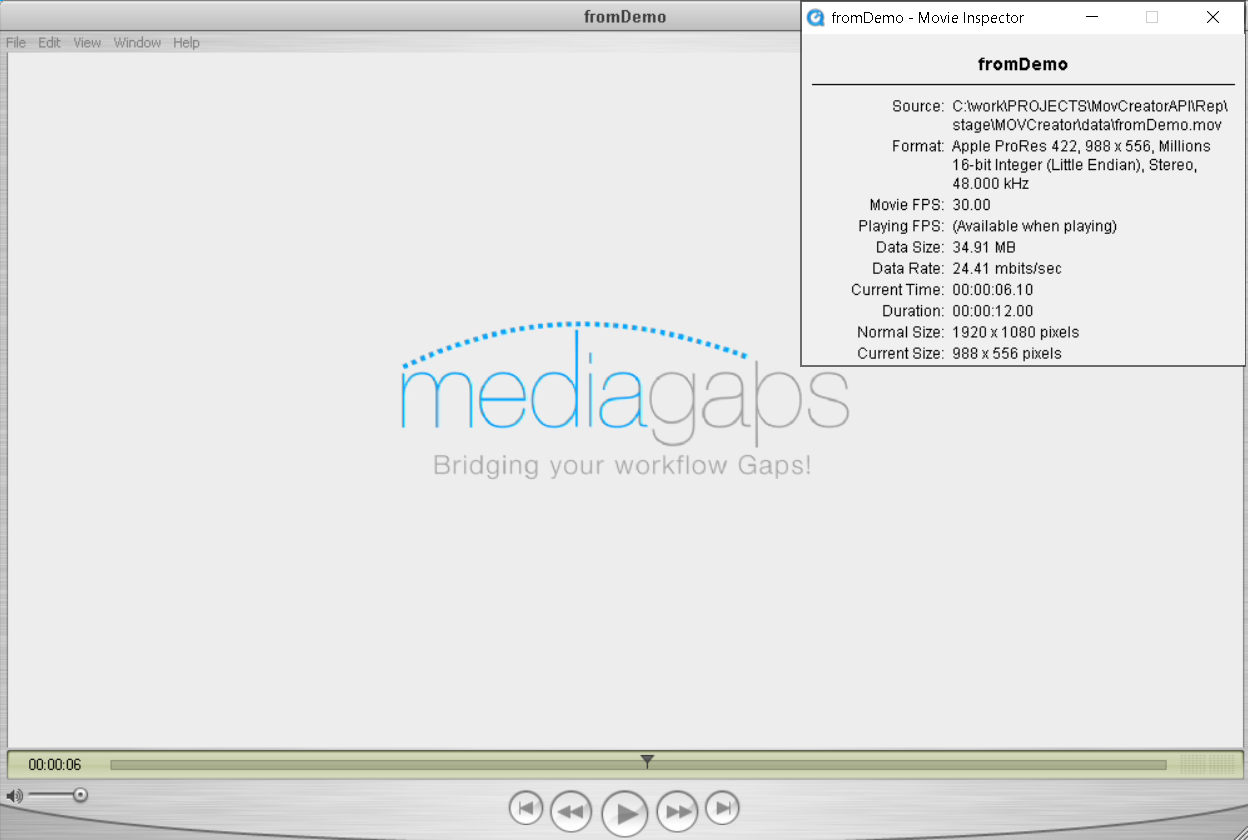 fromDemo
File Edit View Window Help
fromDemo - Movie Inspector
fromDemo
Source: C:\work\PROJECTS\MovCreatorAPI\Rep\
stage\MOVCreator\data\fromDemo.mov
Format: Apple ProRes 422, 988 x 556, Millions
16-bit Integer (Little Endian), Stereo,
48.000 kHz
Movie FPS: 30.00
Playing FPS: (Available when playing)
Data Size: 34.91 MB
Data Rate: 24.41 mbits/sec
Current Time: 00:00:06.10
Duration: 00:00:12.00
Normal Size: 1920 x 1080 pixels
Current Size: 988 x 556 pixels
mediagaps
Bridging your workflow Gaps!
00:00:06